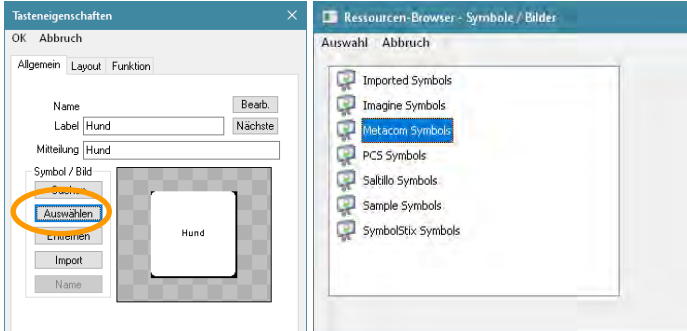 Tasteneigenschaften
OK Abbruch
Allgemein Layout Funktion
Name Bearb.
Label Hund Nächste
Mitteilung Hund
Symbol / Bild
Suchen
Auswählen
Entfernen
Import
Name
Hund
Ressourcen-Browser - Symbole / Bilder
Auswahl Abbruch
Imported Symbols
Imagine Symbols
Metacom Symbols
PCS Symbols
Saltillo Symbols
Sample Symbols
SymbolStix Symbols